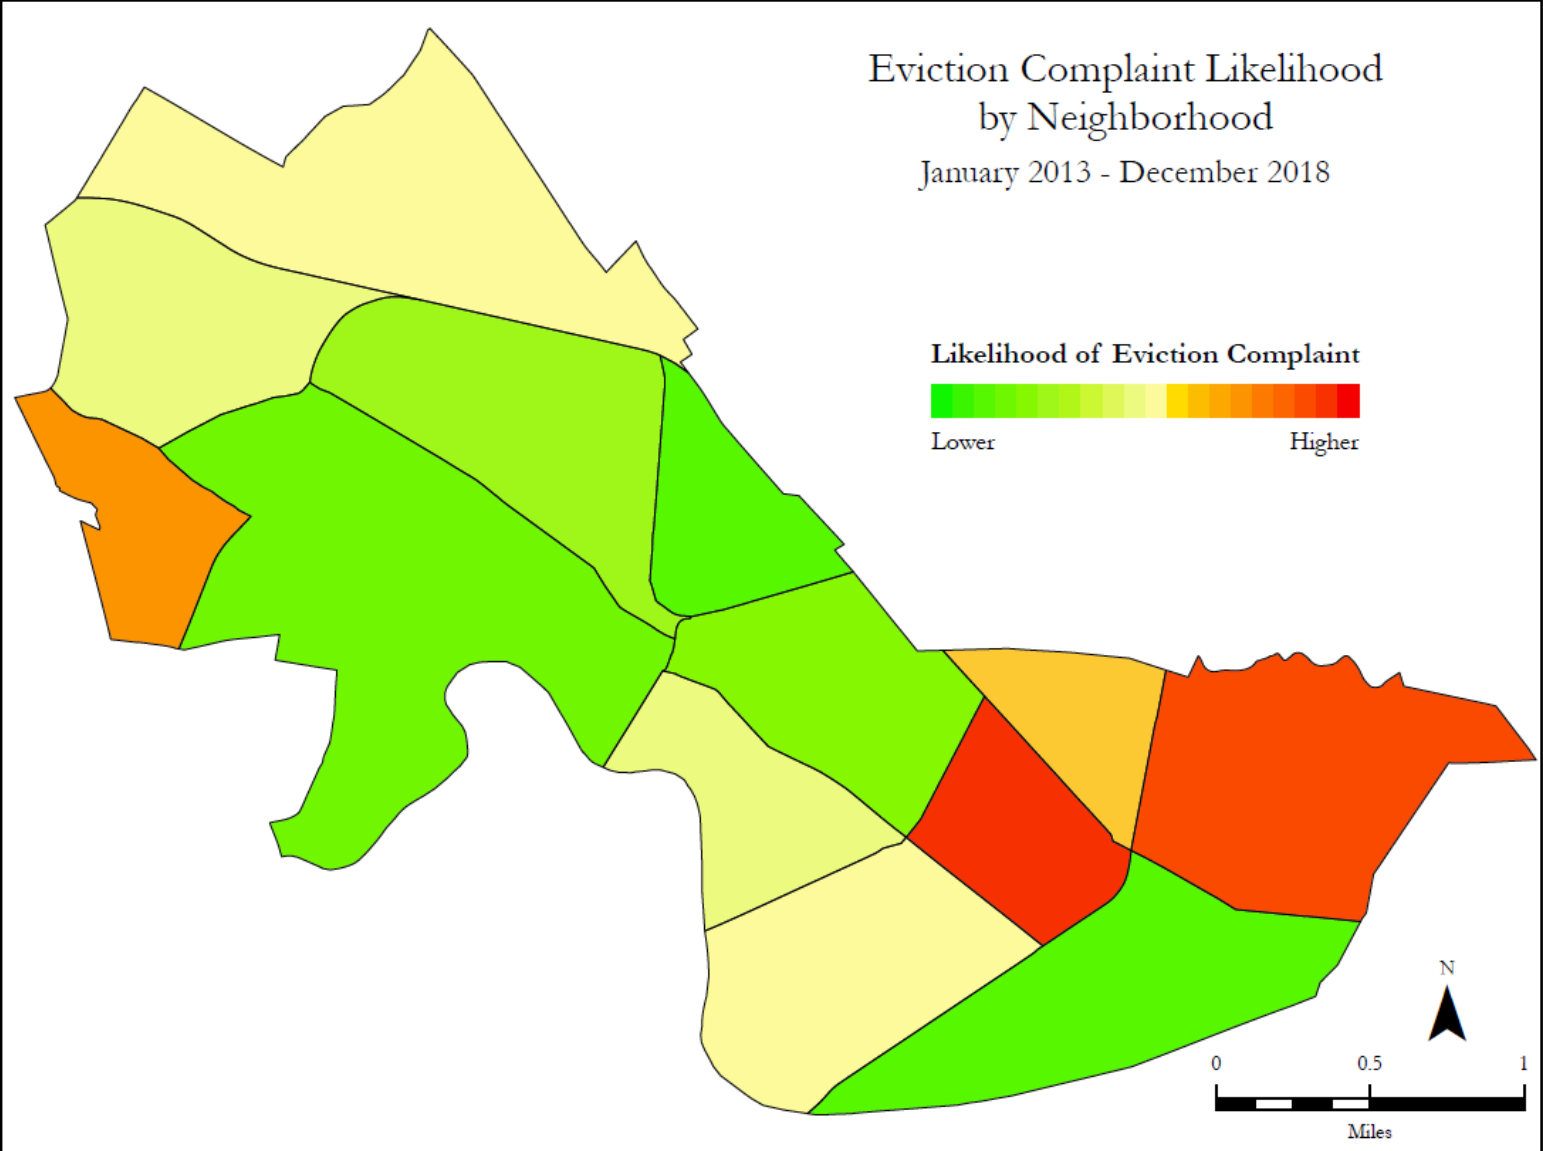 Eviction Complaint Likelihood
by Neighborhood
January 2013 - December 2018
Likelihood of Eviction Complaint
Lower Higher
N
0 0.5 1
Miles